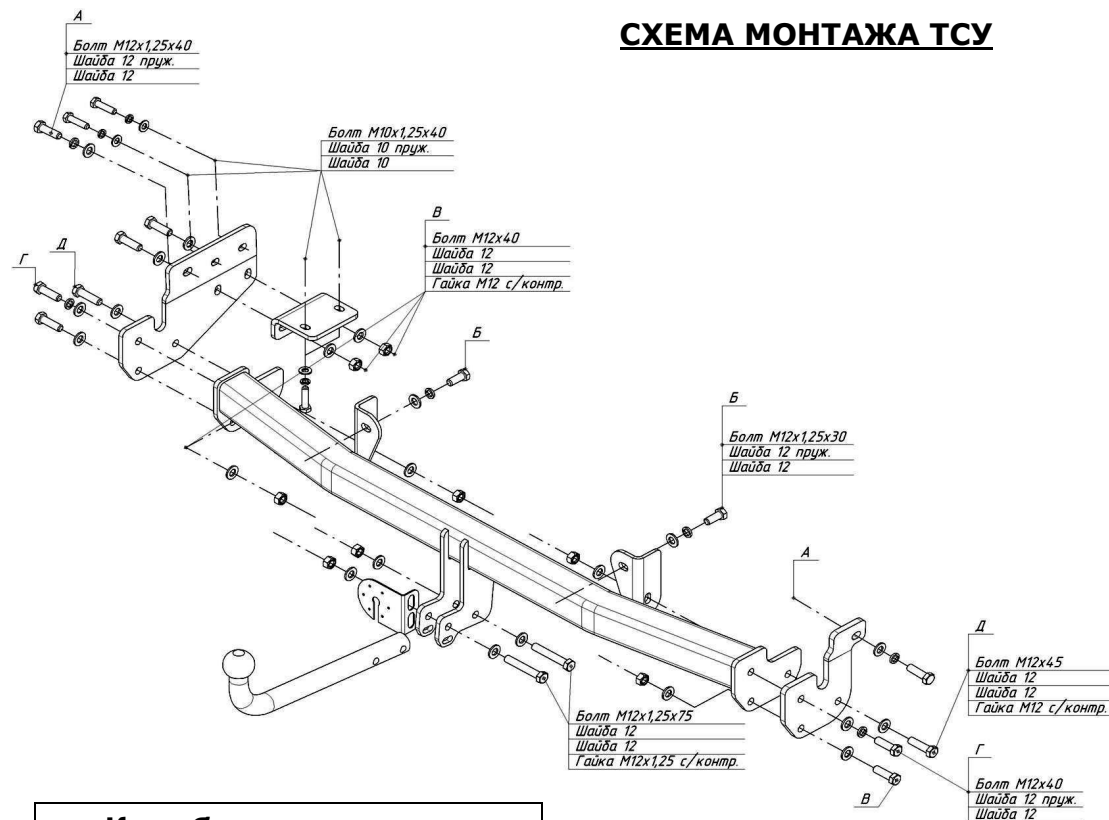 СХЕМА МОНТАЖА ТСУ
А
Болт М12х1,25х40
Шайба 12 пруж.
Шайба 12
Болт М10х1,25х40
Шайба 10 пруж.
Шайба 10
В
Болт М12х40
Шайба 12
Шайба 12
Гайка М12 с/контр.
Г
Д
Б
Б
Болт М12х1,25х30
Шайба 12 пруж.
Шайба 12
А
Д
Болт М12х45
Шайба 12
Шайба 12
Гайка М12 с/контр.
Болт М12х1,25х75
Шайба 12
Шайба 12
Гайка М12х1,25 с/контр.
В
Г
Болт М12х40
Шайба 12 пруж.
Шайба 12